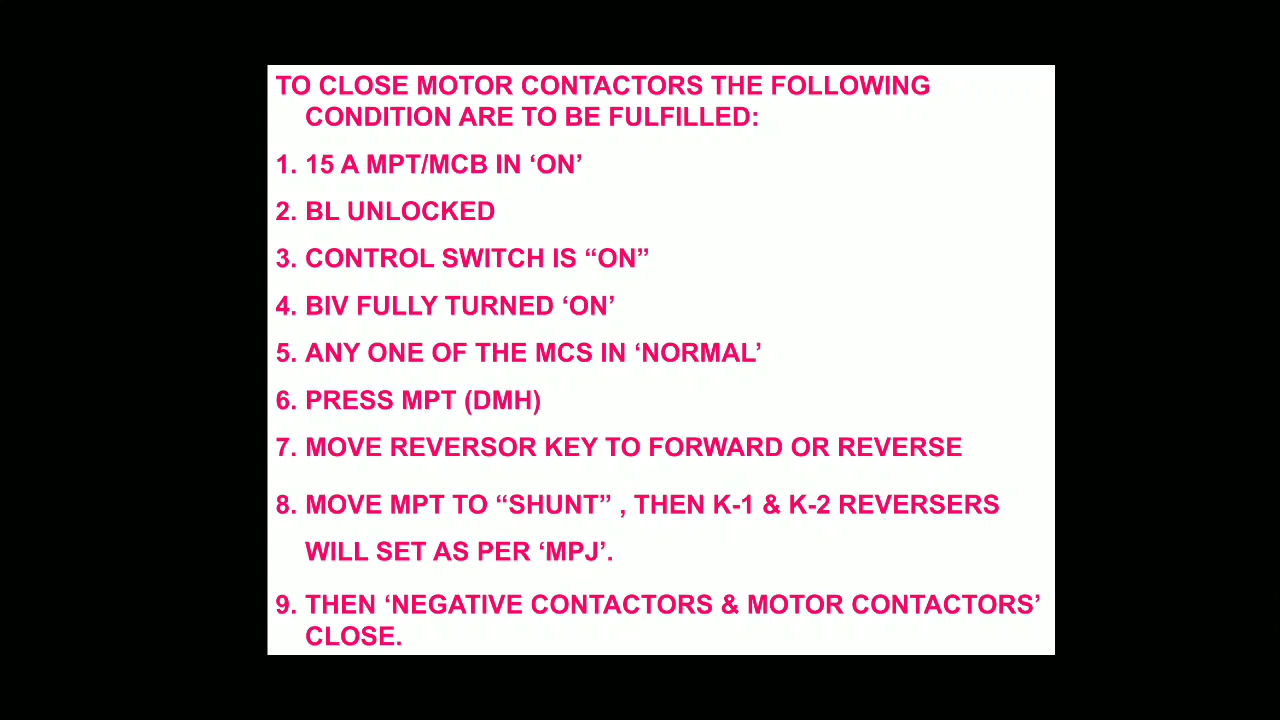 TO CLOSE MOTOR CONTACTORS THE FOLLOWING
CONDITION ARE TO BE FULFILLED:
1. 15 A MPT/MCB IN ‘ON’
2. BL UNLOCKED
3. CONTROL SWITCH IS “ON”
4. BIV FULLY TURNED ‘ON’
5. ANY ONE OF THE MCS IN ‘NORMAL’
6. PRESS MPT (DMH)
7. MOVE REVERSOR KEY TO FORWARD OR REVERSE
8. MOVE MPT TO “SHUNT” , THEN K-1 & K-2 REVERSERS
WILL SET AS PER ‘MPJ’.
9. THEN ‘NEGATIVE CONTACTORS & MOTOR CONTACTORS’
CLOSE.